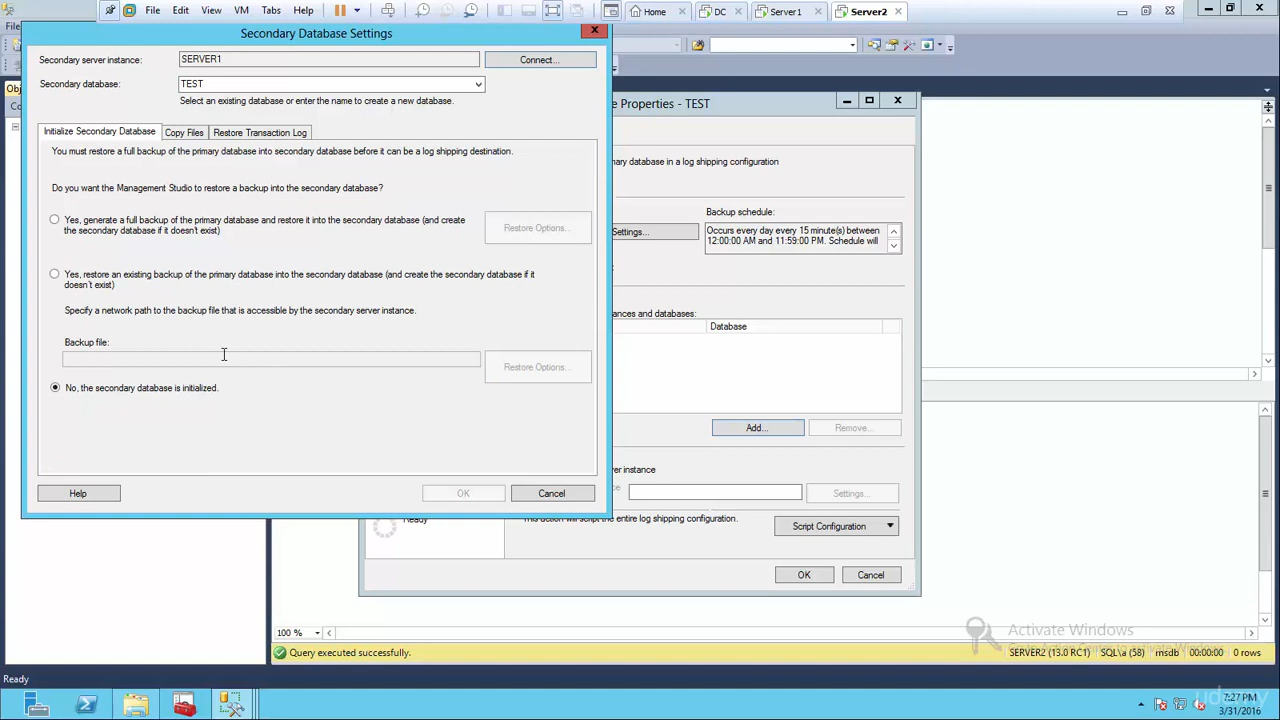 File Edit View VM Tabs Help
Home DC Server1 Server2
Secondary Database Settings
Secondary server instance: SERVER1 Connect...
Secondary database: TEST
Select an existing database or enter the name to create a new database.
Initialize Secondary Database Copy Files Restore Transaction Log
You must restore a full backup of the primary database into secondary database before it can be a log shipping destination.
Do you want the Management Studio to restore a backup into the secondary database?
Yes, generate a full backup of the primary database and restore it into the secondary database (and create
the secondary database if it doesn't exist)
Restore Options...
Yes, restore an existing backup of the primary database into the secondary database (and create the secondary database if it
doesn't exist)
Specify a network path to the backup file that is accessible by the secondary server instance.
Backup file:
Restore Options...
No, the secondary database is initialized.
Help OK Cancel
Properties - TEST
database in a log shipping configuration
Backup schedule:
Settings...
Occurs every day every 15 minute(s) between
12:00:00 AM and 11:59:00 PM. Schedule will
and databases:
Database
Add... Remove...
instance
Settings...
Ready
This action will script the entire log shipping configuration.
Script Configuration
OK Cancel
100 %
Activate Windows
Query executed successfully. SERVER2 (13.0 RC1) SQL\a (58) msdb 00:00:00 0 rows
Ready
udemy
7:27 PM
3/31/2016